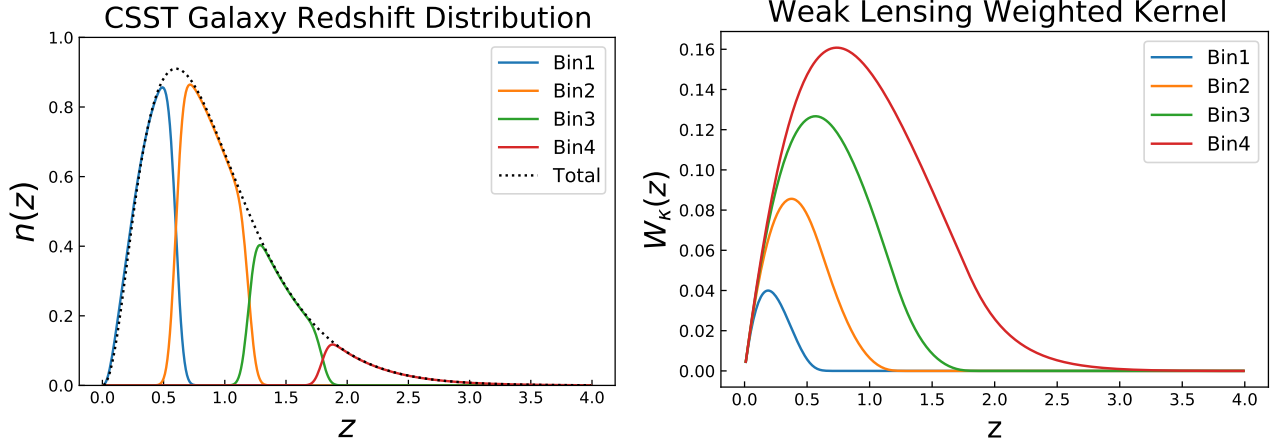 CSST Galaxy Redshift Distribution
1.0
0.8
0.6
0.4
0.2
0.0
n(z)
0.0 0.5 1.0 1.5 2.0 2.5 3.0 3.5 4.0
z
Bin1
Bin2
Bin3
Bin4
Total
Weak Lensing Weighted Kernel
0.16
0.14
0.12
0.10
0.08
0.06
0.04
0.02
0.00
Wκ(z)
0.0 0.5 1.0 1.5 2.0 2.5 3.0 3.5 4.0
z
Bin1
Bin2
Bin3
Bin4